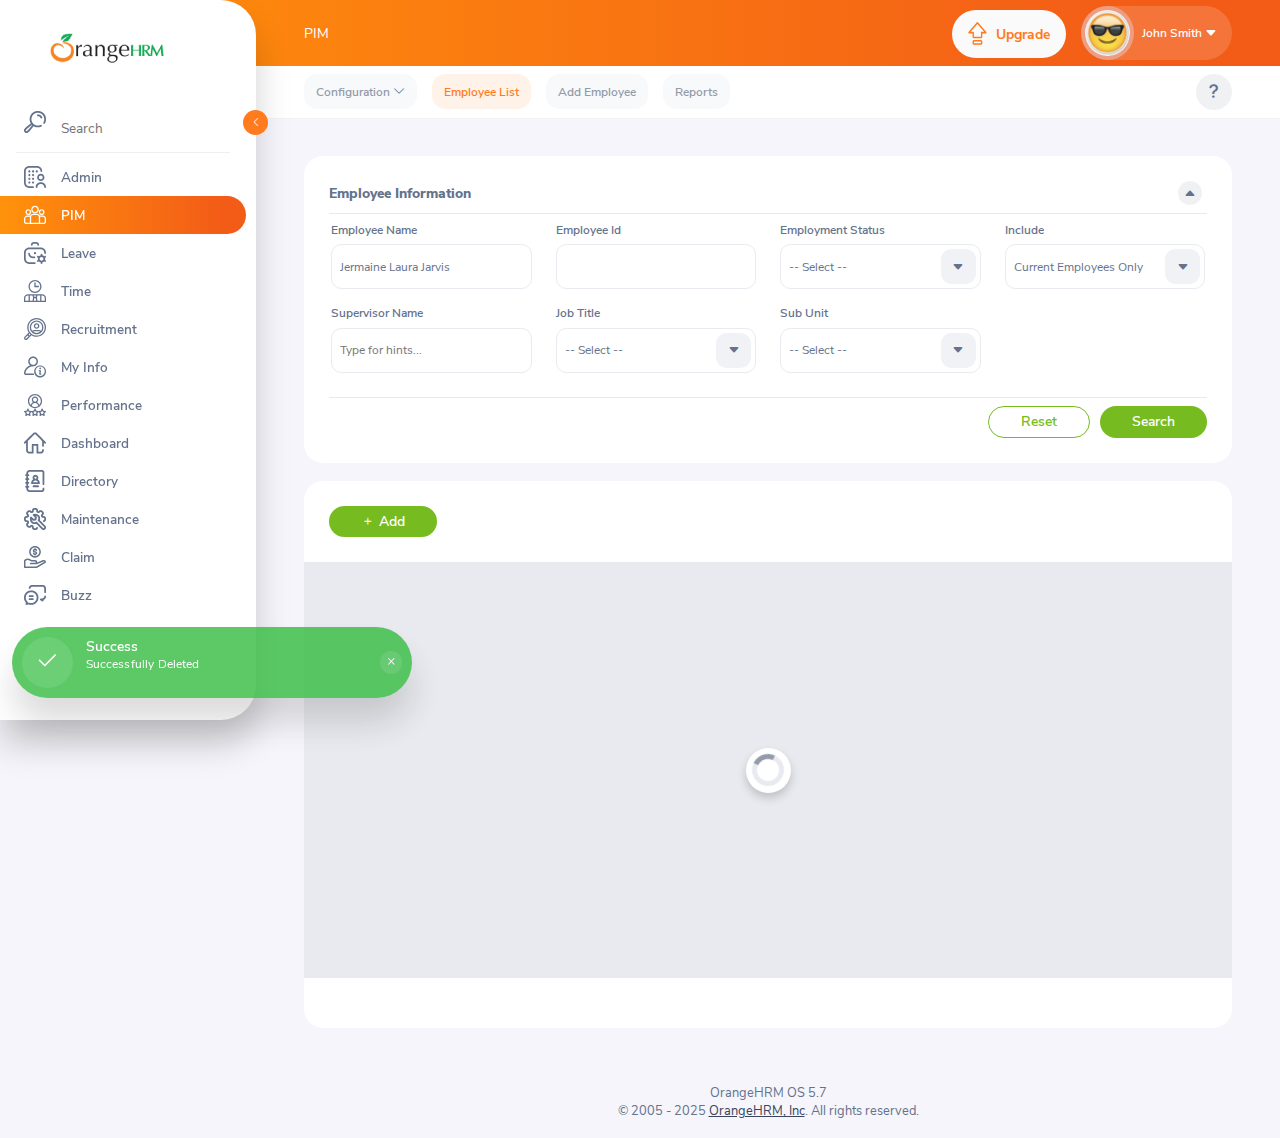 OrangeHRM
PIM
Upgrade
John Smith
Configuration
Employee List
Add Employee
Reports
?
Search
Admin
PIM
Leave
Time
Recruitment
My Info
Performance
Dashboard
Directory
Maintenance
Claim
Buzz
Employee Information
Employee Name
Employee Id
Employment Status
Include
Jermaine Laura Jarvis
-- Select --
Current Employees Only
Supervisor Name
Job Title
Sub Unit
Type for hints...
-- Select --
-- Select --
Reset
Search
+ Add
Success
Successfully Deleted
×
OrangeHRM OS 5.7
© 2005 - 2025 OrangeHRM, Inc. All rights reserved.